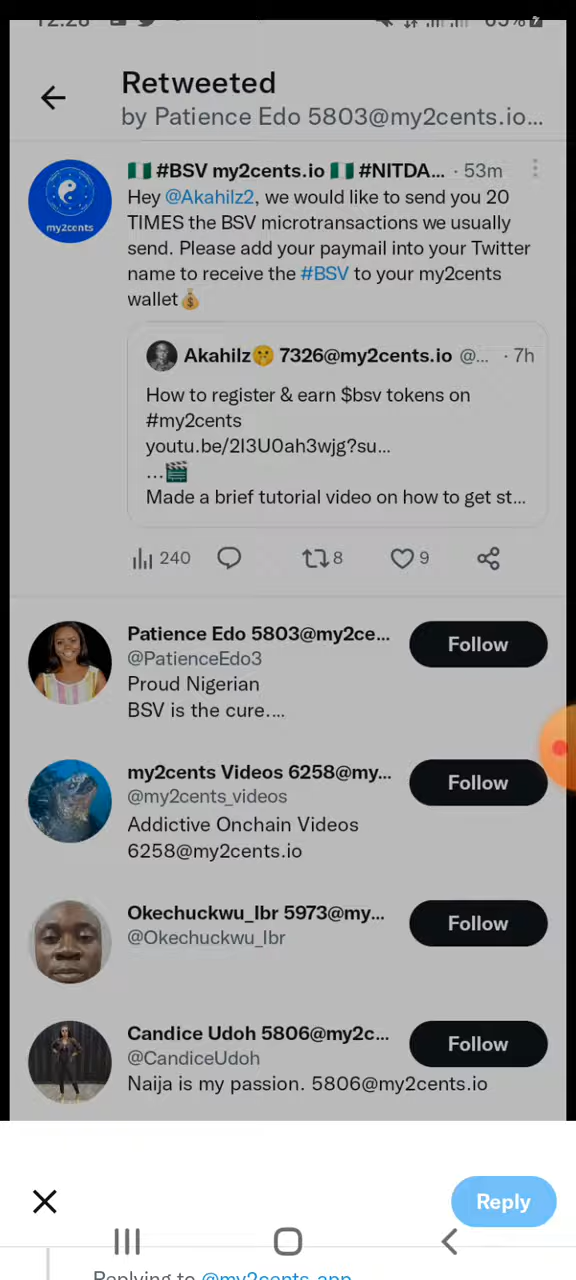 12:28
65%
Retweeted
by Patience Edo 5803@my2cents.io...
#BSV my2cents.io #NITDA... · 53m
my2cents
Hey @Akahilz2, we would like to send you 20
TIMES the BSV microtransactions we usually
send. Please add your paymail into your Twitter
name to receive the #BSV to your my2cents
wallet💰
Akahilz🤫 7326@my2cents.io @... · 7h
How to register & earn $bsv tokens on
#my2cents
youtu.be/2I3U0ah3wjg?su...
...🎬
Made a brief tutorial video on how to get st...
240 8 9
Patience Edo 5803@my2ce...
@PatienceEdo3
Follow
Proud Nigerian
BSV is the cure....
my2cents Videos 6258@my...
@my2cents_videos
Follow
Addictive Onchain Videos
6258@my2cents.io
Okechuckwu_Ibr 5973@my...
@Okechuckwu_Ibr
Follow
Candice Udoh 5806@my2c...
@CandiceUdoh
Follow
Naija is my passion. 5806@my2cents.io
Reply
Replying to @my2cents_app